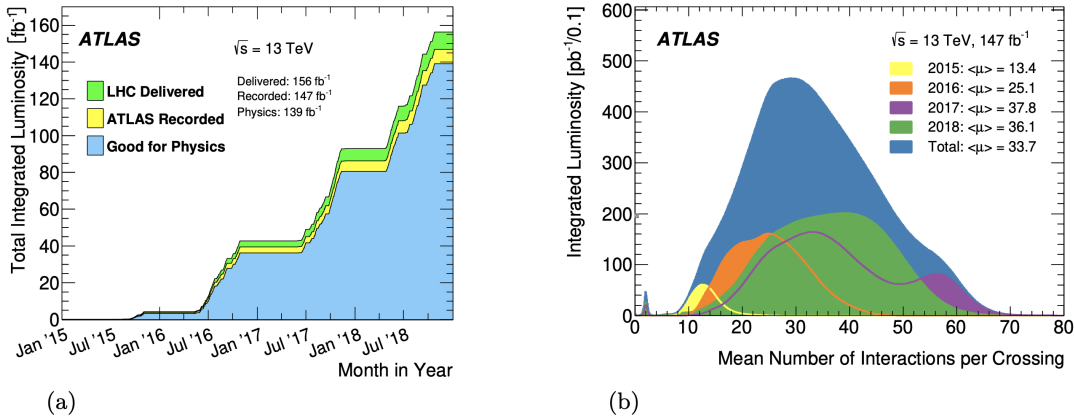 Total Integrated Luminosity [fb⁻¹]
160
140
120
100
80
60
40
20
0
ATLAS
√s = 13 TeV
Delivered: 156 fb⁻¹
Recorded: 147 fb⁻¹
Physics: 139 fb⁻¹
LHC Delivered
ATLAS Recorded
Good for Physics
Jan '15
Jul '15
Jan '16
Jul '16
Jan '17
Jul '17
Jan '18
Jul '18
Month in Year
(a)
Integrated Luminosity [pb⁻¹/0.1]
600
500
400
300
200
100
0
ATLAS
√s = 13 TeV, 147 fb⁻¹
2015: <μ> = 13.4
2016: <μ> = 25.1
2017: <μ> = 37.8
2018: <μ> = 36.1
Total: <μ> = 33.7
0 10 20 30 40 50 60 70 80
Mean Number of Interactions per Crossing
(b)